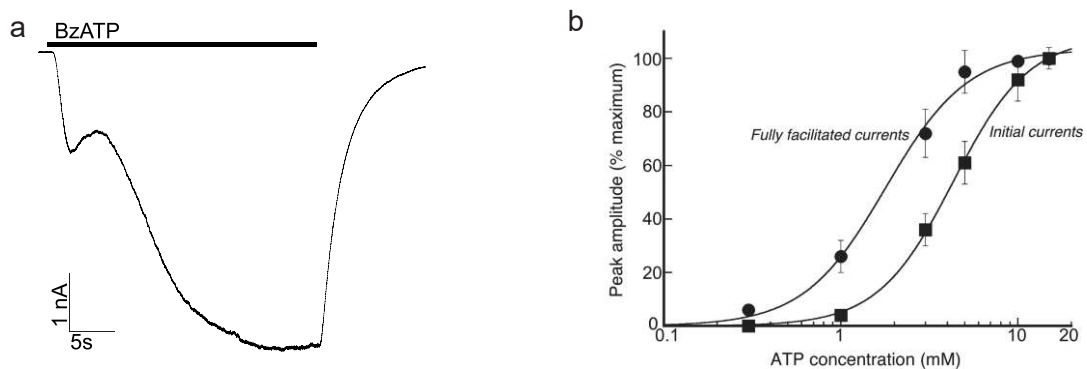 a
BzATP
1 nA
5s
b
Peak amplitude (% maximum)
100
80
60
40
20
0
Fully facilitated currents
Initial currents
0.1
1
10
20
ATP concentration (mM)